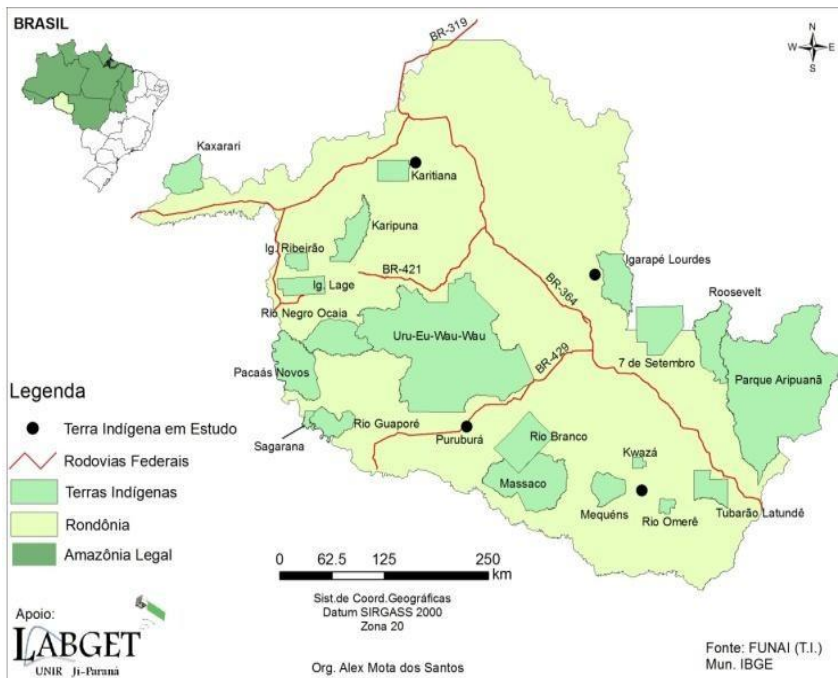 BRASIL
N
W E
S
BR-319
Kaxarari
Karitiana
Karipuna
Ig. Ribeirão
Ig. Lage
BR-421
Igarapé Lourdes
BR-364
Roosevelt
Rio Negro Ocaia
Uru-Eu-Wau-Wau
BR-429
7 de Setembro
Pacaás Novos
Parque Aripuanã
Legenda
Terra Indígena em Estudo
Rodovias Federais
Terras Indígenas
Rondônia
Amazônia Legal
Sagarana
Rio Guaporé
Puruburá
Rio Branco
Kwazá
Massaco
Mequéns
Rio Omerê
Tubarão Latundê
0 62.5 125 250
km
Sist.de Coord.Geográficas
Datum SIRGASS 2000
Zona 20
Apoio:
LABGET
UNIR Ji-Paraná
Org. Alex Mota dos Santos
Fonte: FUNAI (T.I.)
Mun. IBGE